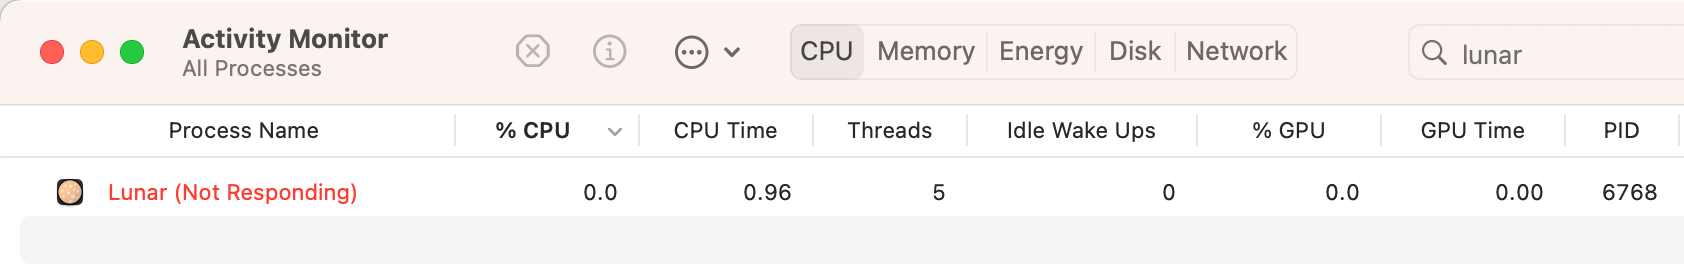 Activity Monitor
All Processes
CPU Memory Energy Disk Network
lunar
Process Name % CPU CPU Time Threads Idle Wake Ups % GPU GPU Time PID
Lunar (Not Responding) 0.0 0.96 5 0 0.0 0.00 6768